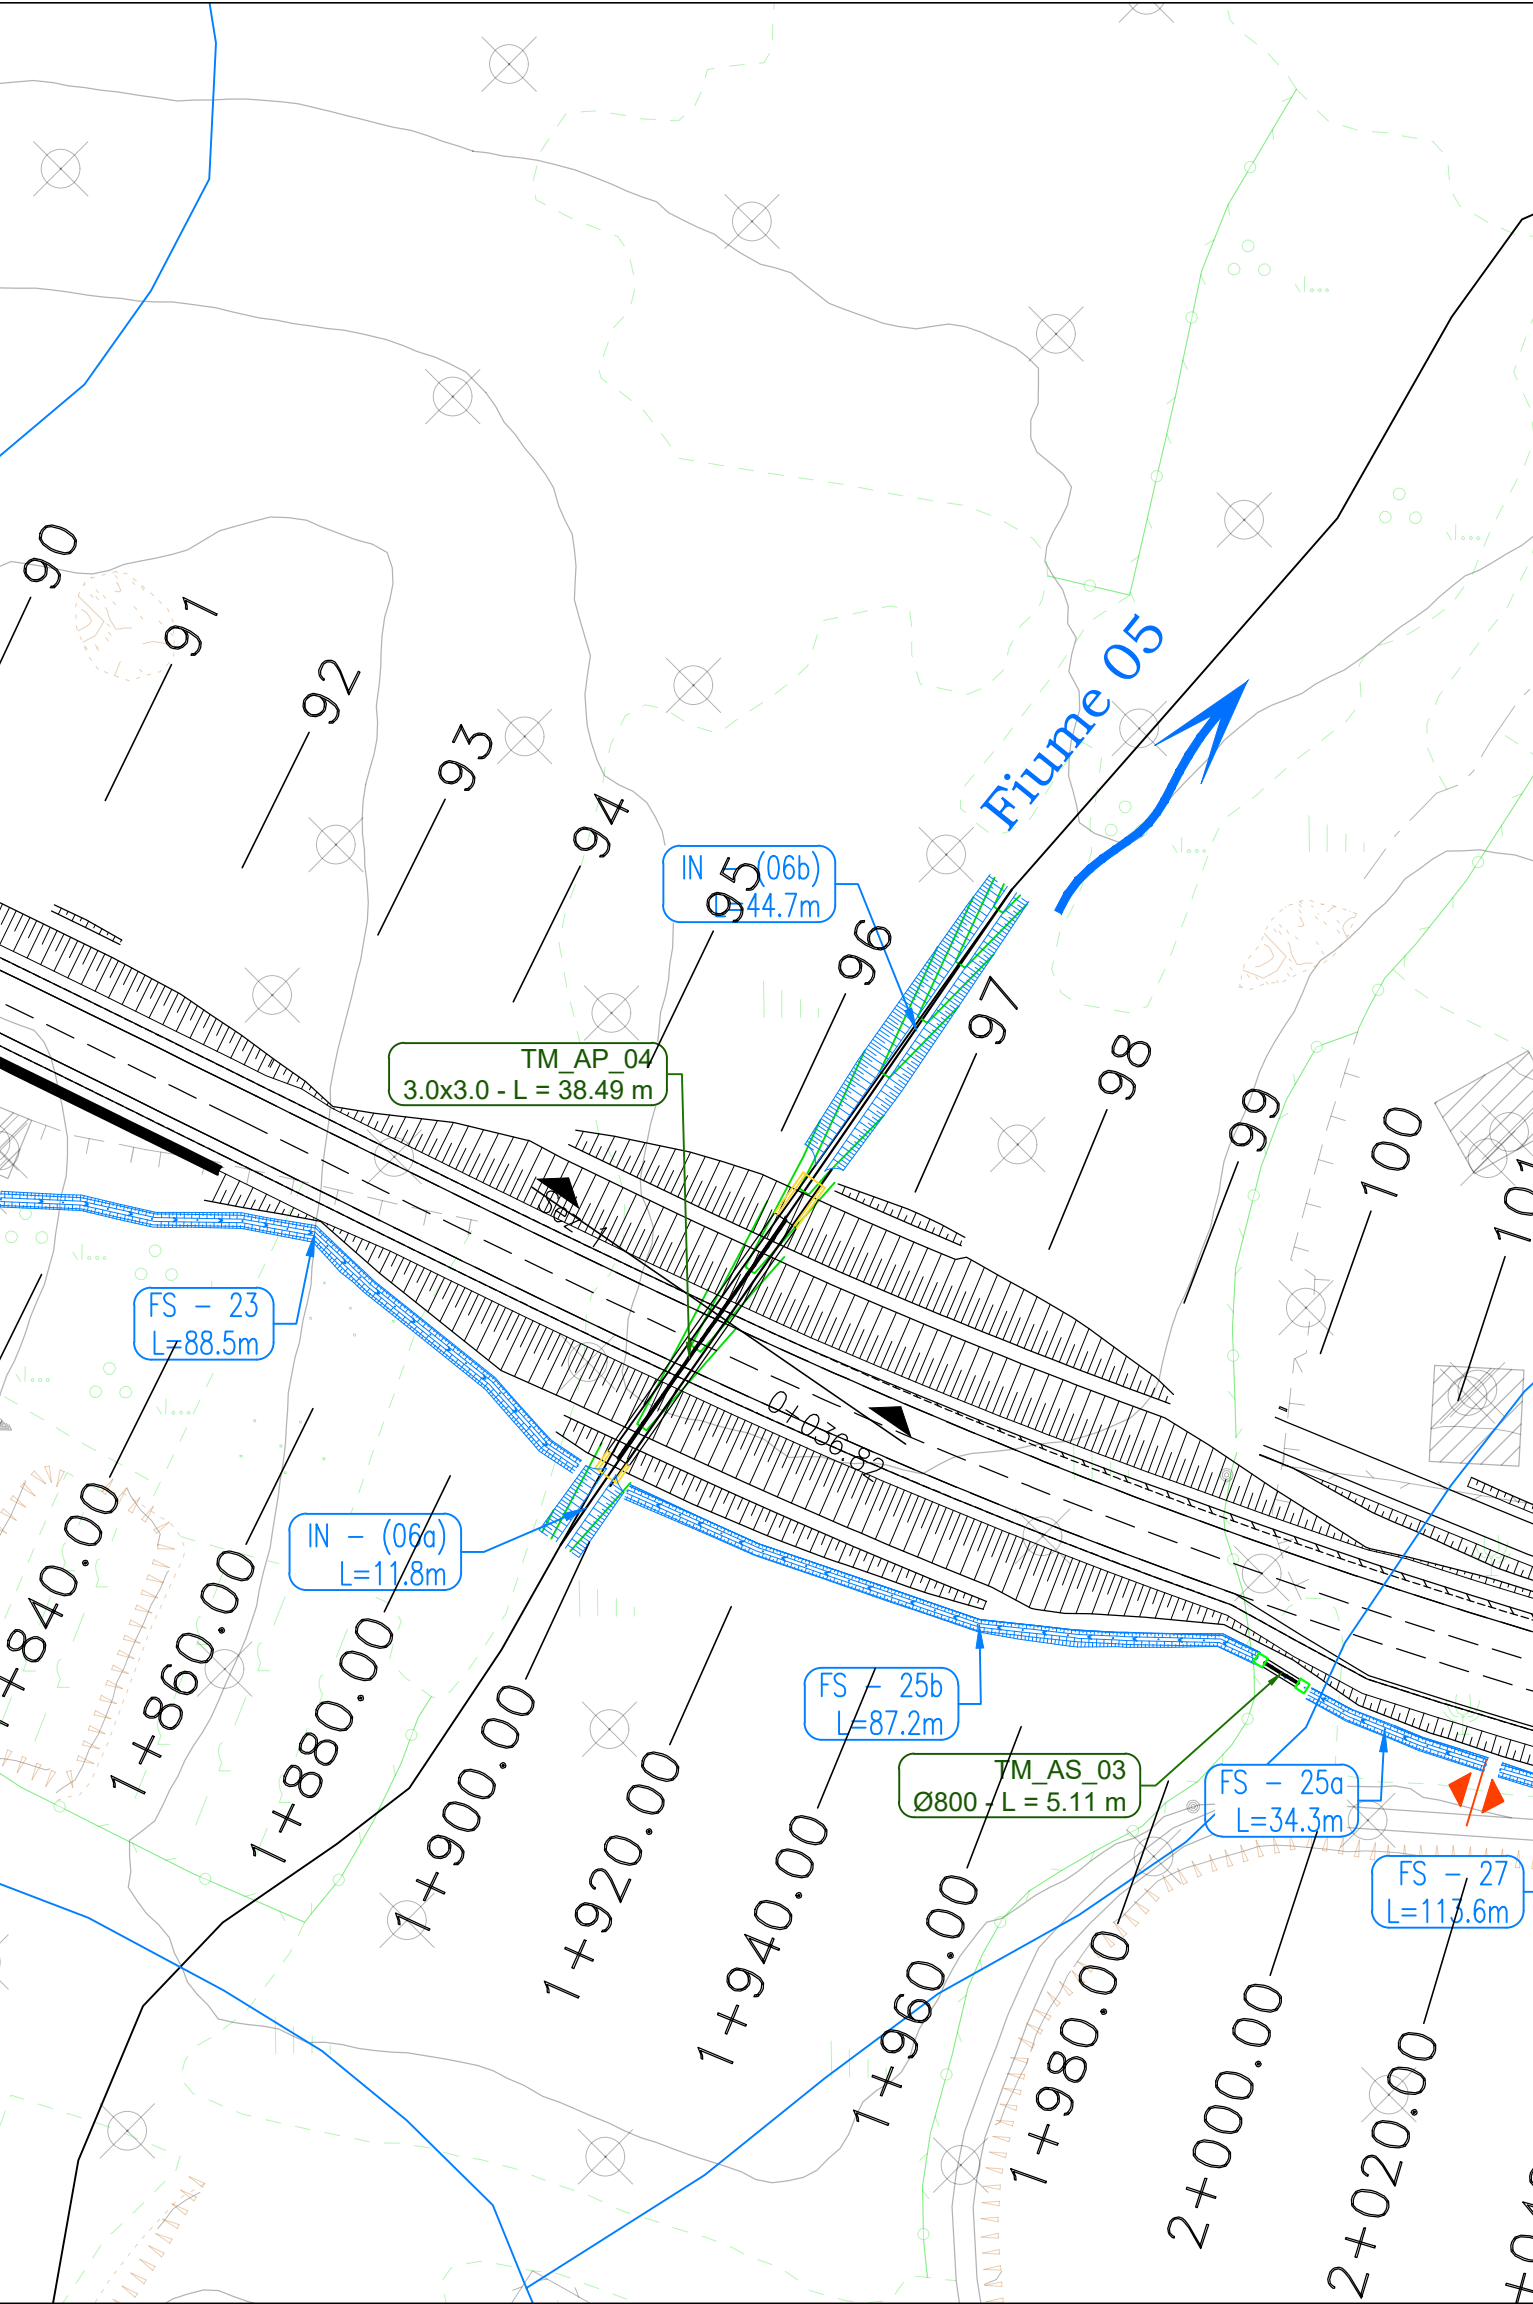 90
91
92
93
94
95
96
97
98
99
100
101
Fiume 05
IN - (06b)
L=44.7m
TM_AP_04
3.0x3.0 - L = 38.49 m
FS - 23
L=88.5m
0+036.82
IN - (06a)
L=11.8m
FS - 25b
L=87.2m
TM_AS_03
Ø800 - L = 5.11 m
FS - 25a
L=34.3m
FS - 27
L=113.6m
+840.00
1+860.00
1+880.00
1+900.00
1+920.00
1+940.00
1+960.00
1+980.00
2+000.00
2+020.00